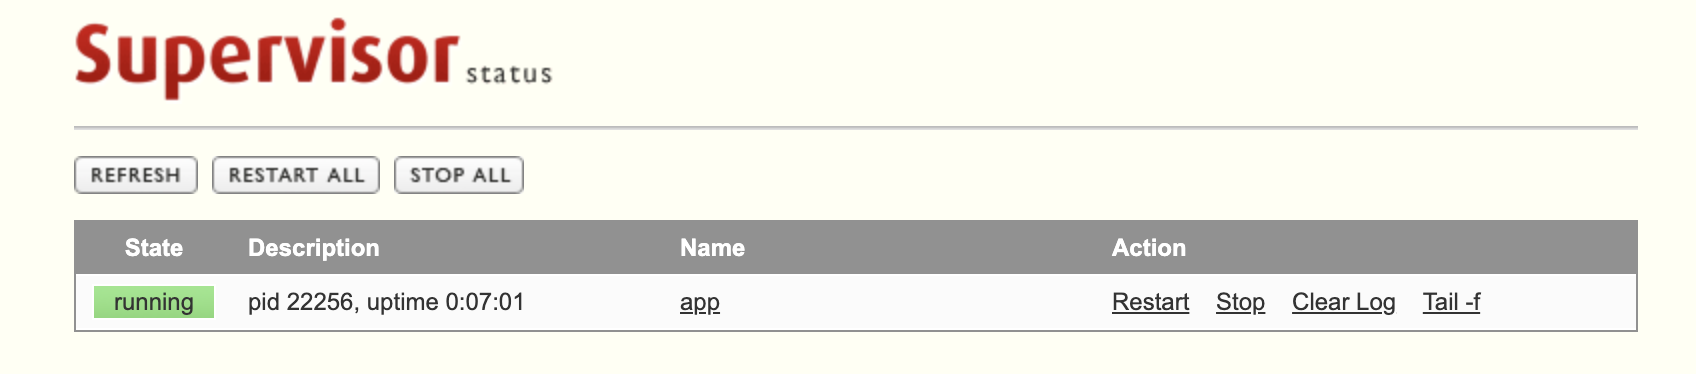 Supervisor status
REFRESH RESTART ALL STOP ALL
State Description Name Action
running pid 22256, uptime 0:07:01 app Restart Stop Clear Log Tail -f